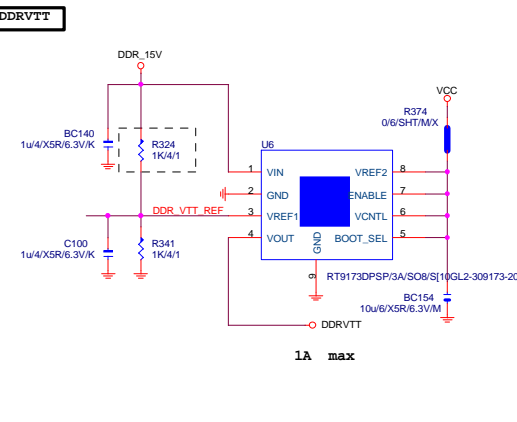 DDRVTT
DDR_15V
VCC
R374
0/6/SHT/M/X
BC140
1u/4/X5R/6.3V/K
R324
1K/4/1
U6
1 VIN VREF2 8
2 GND ENABLE 7
DDR_VTT_REF 3 VREF1 VCNTL 6
4 VOUT BOOT_SEL 5
GND
9
C100
1u/4/X5R/6.3V/K
R341
1K/4/1
RT9173DPSP/3A/SO8/S[10GL2-309173-20
BC154
10u/6/X5R/6.3V/M
DDRVTT
1A max